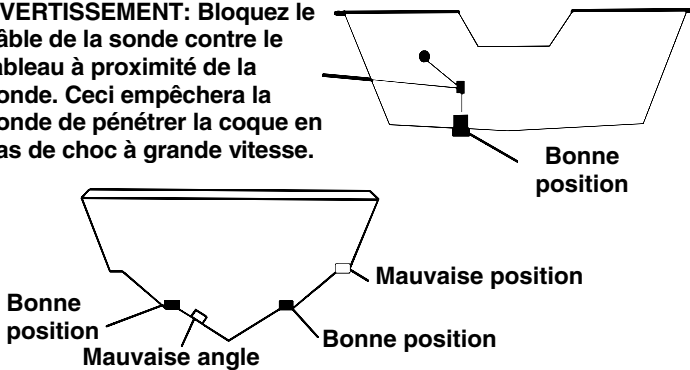 VERTISSEMENT: Bloquez le
âble de la sonde contre le
ableau à proximité de la
onde. Ceci empêchera la
onde de pénétrer la coque en
as de choc à grande vitesse.
Bonne
position
Mauvaise position
Bonne
position
Bonne position
Mauvaise angle